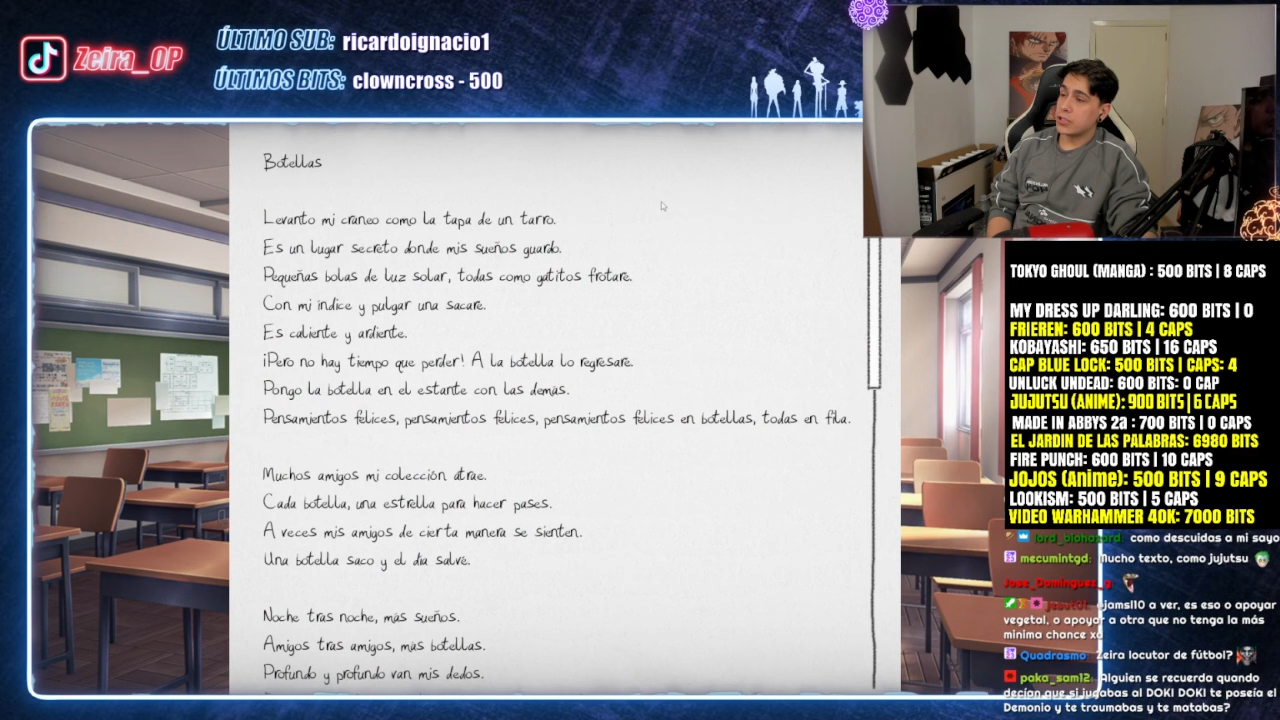 Zeira_OP
ÚLTIMO SUB: ricardoignacio1
ÚLTIMOS BITS: clowncross - 500
Botellas
Levanto mi craneo como la tapa de un tarro.
Es un lugar secreto donde mis sueños guardo.
Pequeñas bolas de luz solar, todas como gatitos frotare.
Con mi indice y pulgar una sacare.
Es caliente y ardiente.
¡Pero no hay tiempo que perder! A la botella lo regresare.
Pongo la botella en el estante con las demas.
Pensamientos felices, pensamientos felices, pensamientos felices en botellas, todas en fila.
Muchos amigos mi colección atrae.
Cada botella, una estrella para hacer pases.
A veces mis amigos de cierta manera se sienten.
Una botella saco y el dia salve.
Noche tras noche, mas sueños.
Amigos tras amigos, mas botellas.
Profundo y profundo van mis dedos.
TOKYO GHOUL (MANGA) : 500 BITS | 8 CAPS
MY DRESS UP DARLING: 600 BITS | 0
FRIEREN: 600 BITS | 4 CAPS
KOBAYASHI: 650 BITS | 16 CAPS
CAP BLUE LOCK: 500 BITS | CAPS: 4
UNLUCK UNDEAD: 600 BITS: 0 CAP
JUJUTSU (ANIME): 900 BITS | 6 CAPS
MADE IN ABBYS 2a : 700 BITS | 0 CAPS
EL JARDIN DE LAS PALABRAS: 6980 BITS
FIRE PUNCH: 600 BITS | 10 CAPS
JOJOS (Anime): 500 BITS | 9 CAPS
LOOKISM: 500 BITS | 5 CAPS
VIDEO WARHAMMER 40K: 7000 BITS
lord_biohazard: como descuidas a mi sayo
mecumintgd: Mucho texto, como jujutsu
Jose_Dominguez_g
ojams110 a ver, es eso o apoyar
vegetal, o apoyar a otra que no tenga la más
minima chance xd
Quadrasmo: Zeira locutor de fútbol?
paka_sam12: Alguien se recuerda quando
decían que si jugabas al DOKI DOKI te poseía el
Demonio y te traumabas y te matabas?